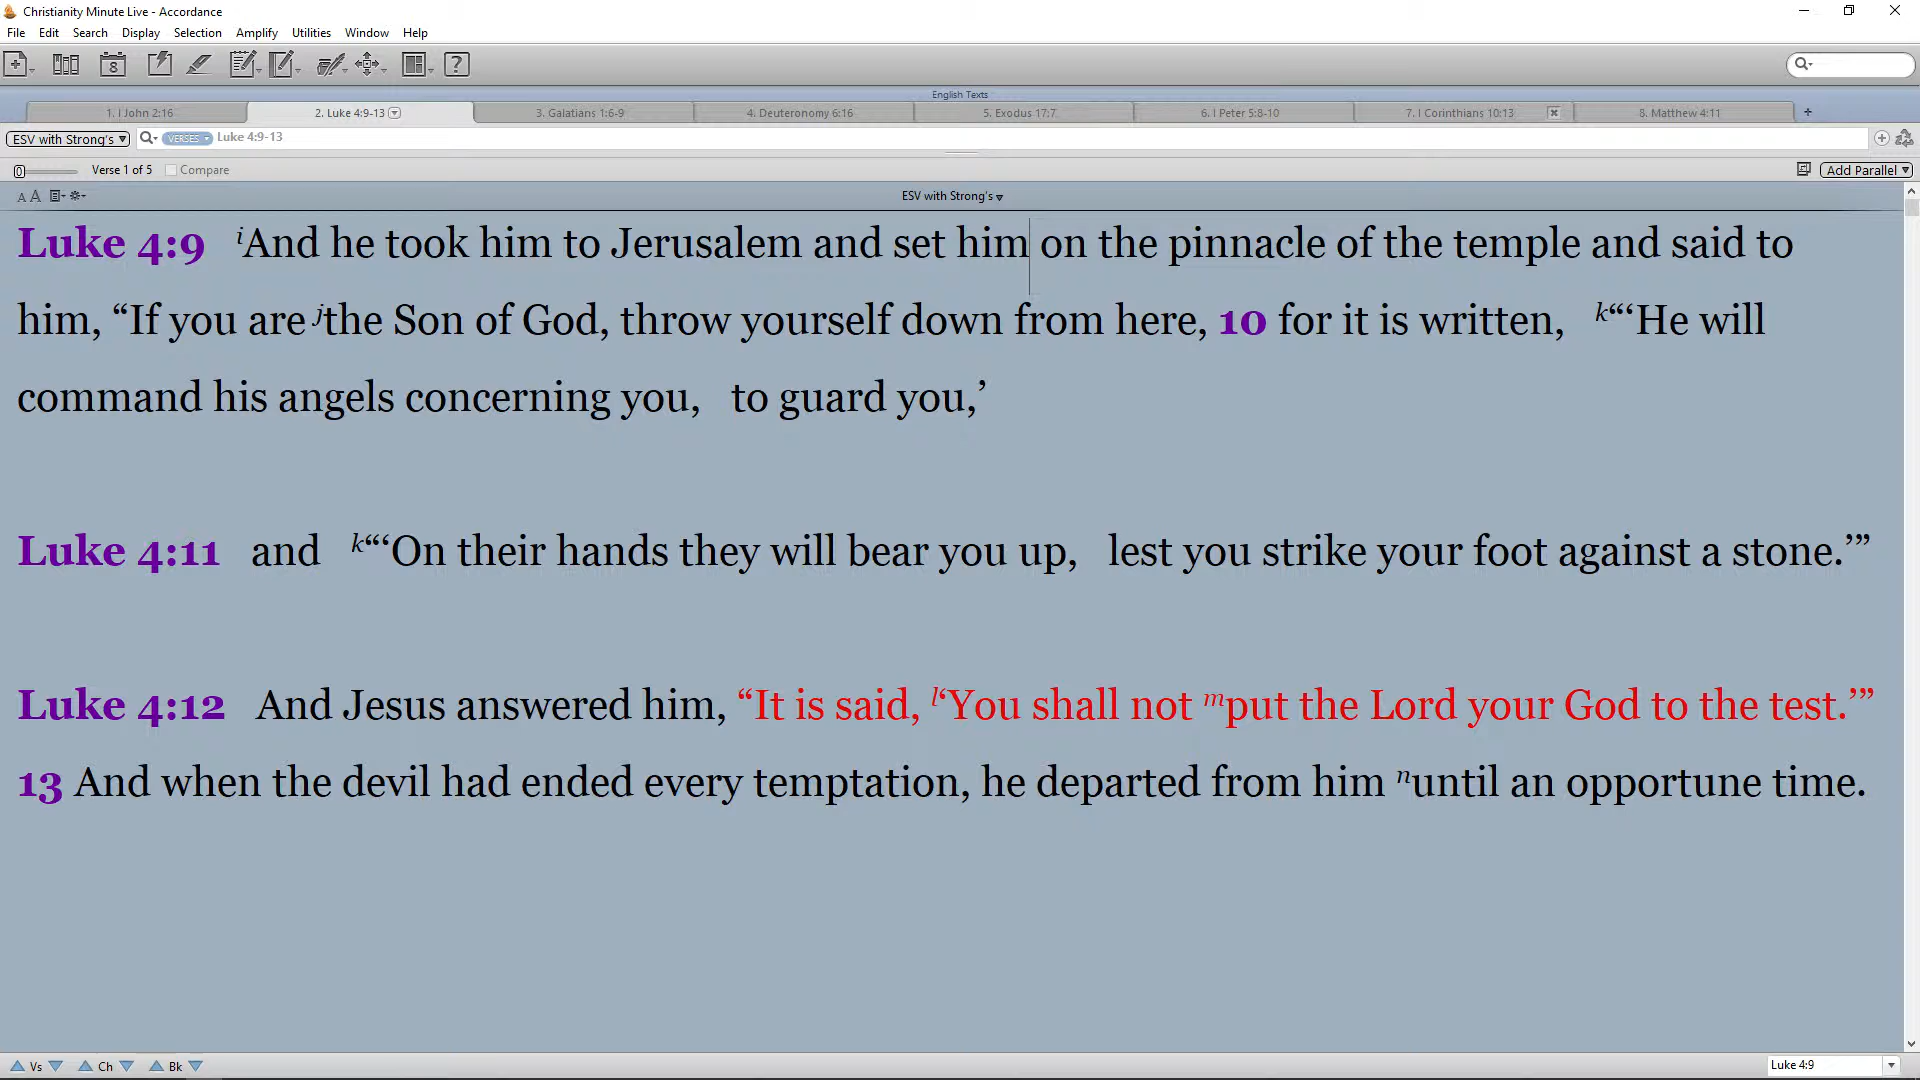 Christianity Minute Live - Accordance
File Edit Search Display Selection Amplify Utilities Window Help
8
English Texts
1. I John 2:16 2. Luke 4:9-13 3. Galatians 1:6-9 4. Deuteronomy 6:16 5. Exodus 17:7 6. I Peter 5:8-10 7. I Corinthians 10:13 8. Matthew 4:11 +
ESV with Strong's VERSES Luke 4:9-13
0 Verse 1 of 5 Compare Add Parallel
A A ESV with Strong's
Luke 4:9 iAnd he took him to Jerusalem and set him on the pinnacle of the temple and said to
him, “If you are jthe Son of God, throw yourself down from here, 10 for it is written, k“‘He will
command his angels concerning you, to guard you,’
Luke 4:11 and k“‘On their hands they will bear you up, lest you strike your foot against a stone.’”
Luke 4:12 And Jesus answered him, “It is said, l‘You shall not mput the Lord your God to the test.’”
13 And when the devil had ended every temptation, he departed from him nuntil an opportune time.
Vs Ch Bk Luke 4:9